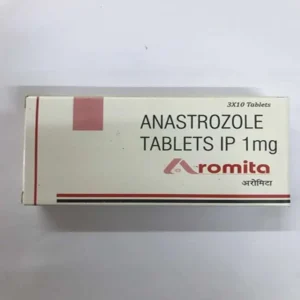 3X10 Tablets
ANASTROZOLE
TABLETS IP 1mg
Aromita
अरोमिटा